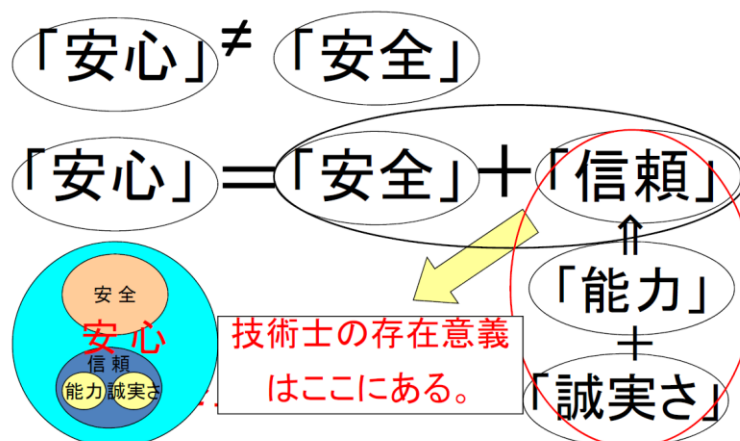 「安心」≠「安全」
「安心」=「安全」+「信頼」
⇑
「能力」
+
「誠実さ」
安 全
安 心
信 頼
能力 誠実さ
技術士の存在意義
はここにある。